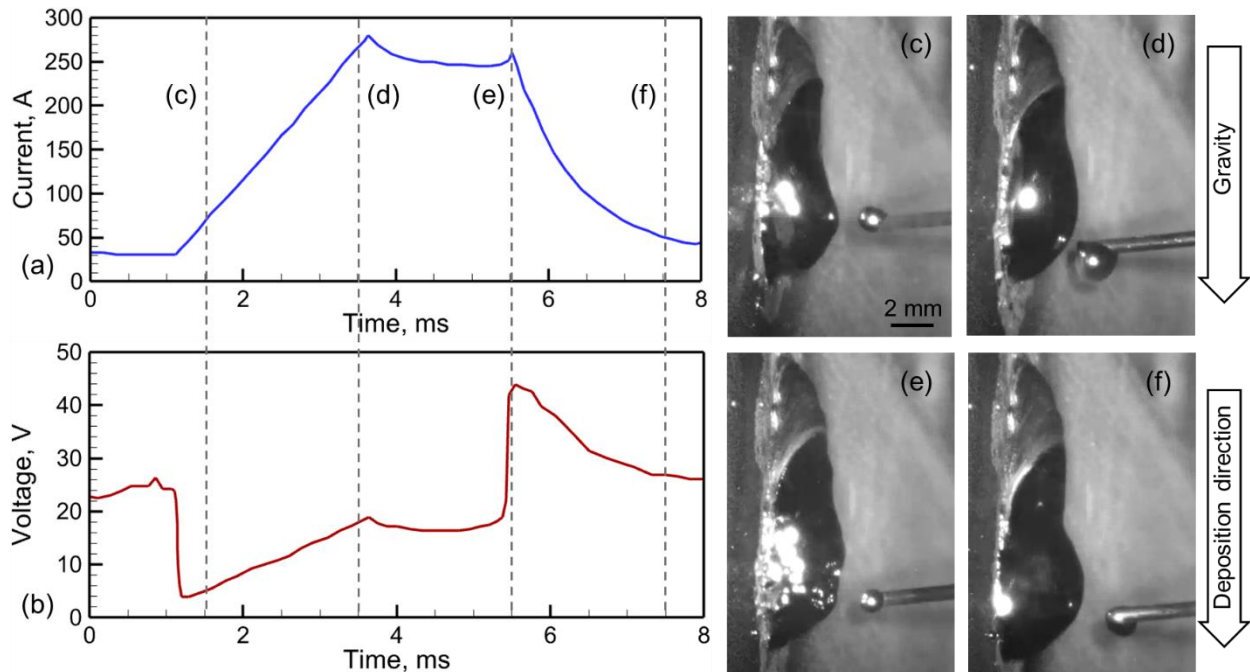 300
250
200
150
100
50
0
Current, A
(a)
(c)
(d)
(e)
(f)
0 2 4 6 8
Time, ms
50
40
30
20
10
0
Voltage, V
(b)
0 2 4 6 8
Time, ms
(c)
2 mm
(d)
Gravity
(e)
(f)
Deposition direction